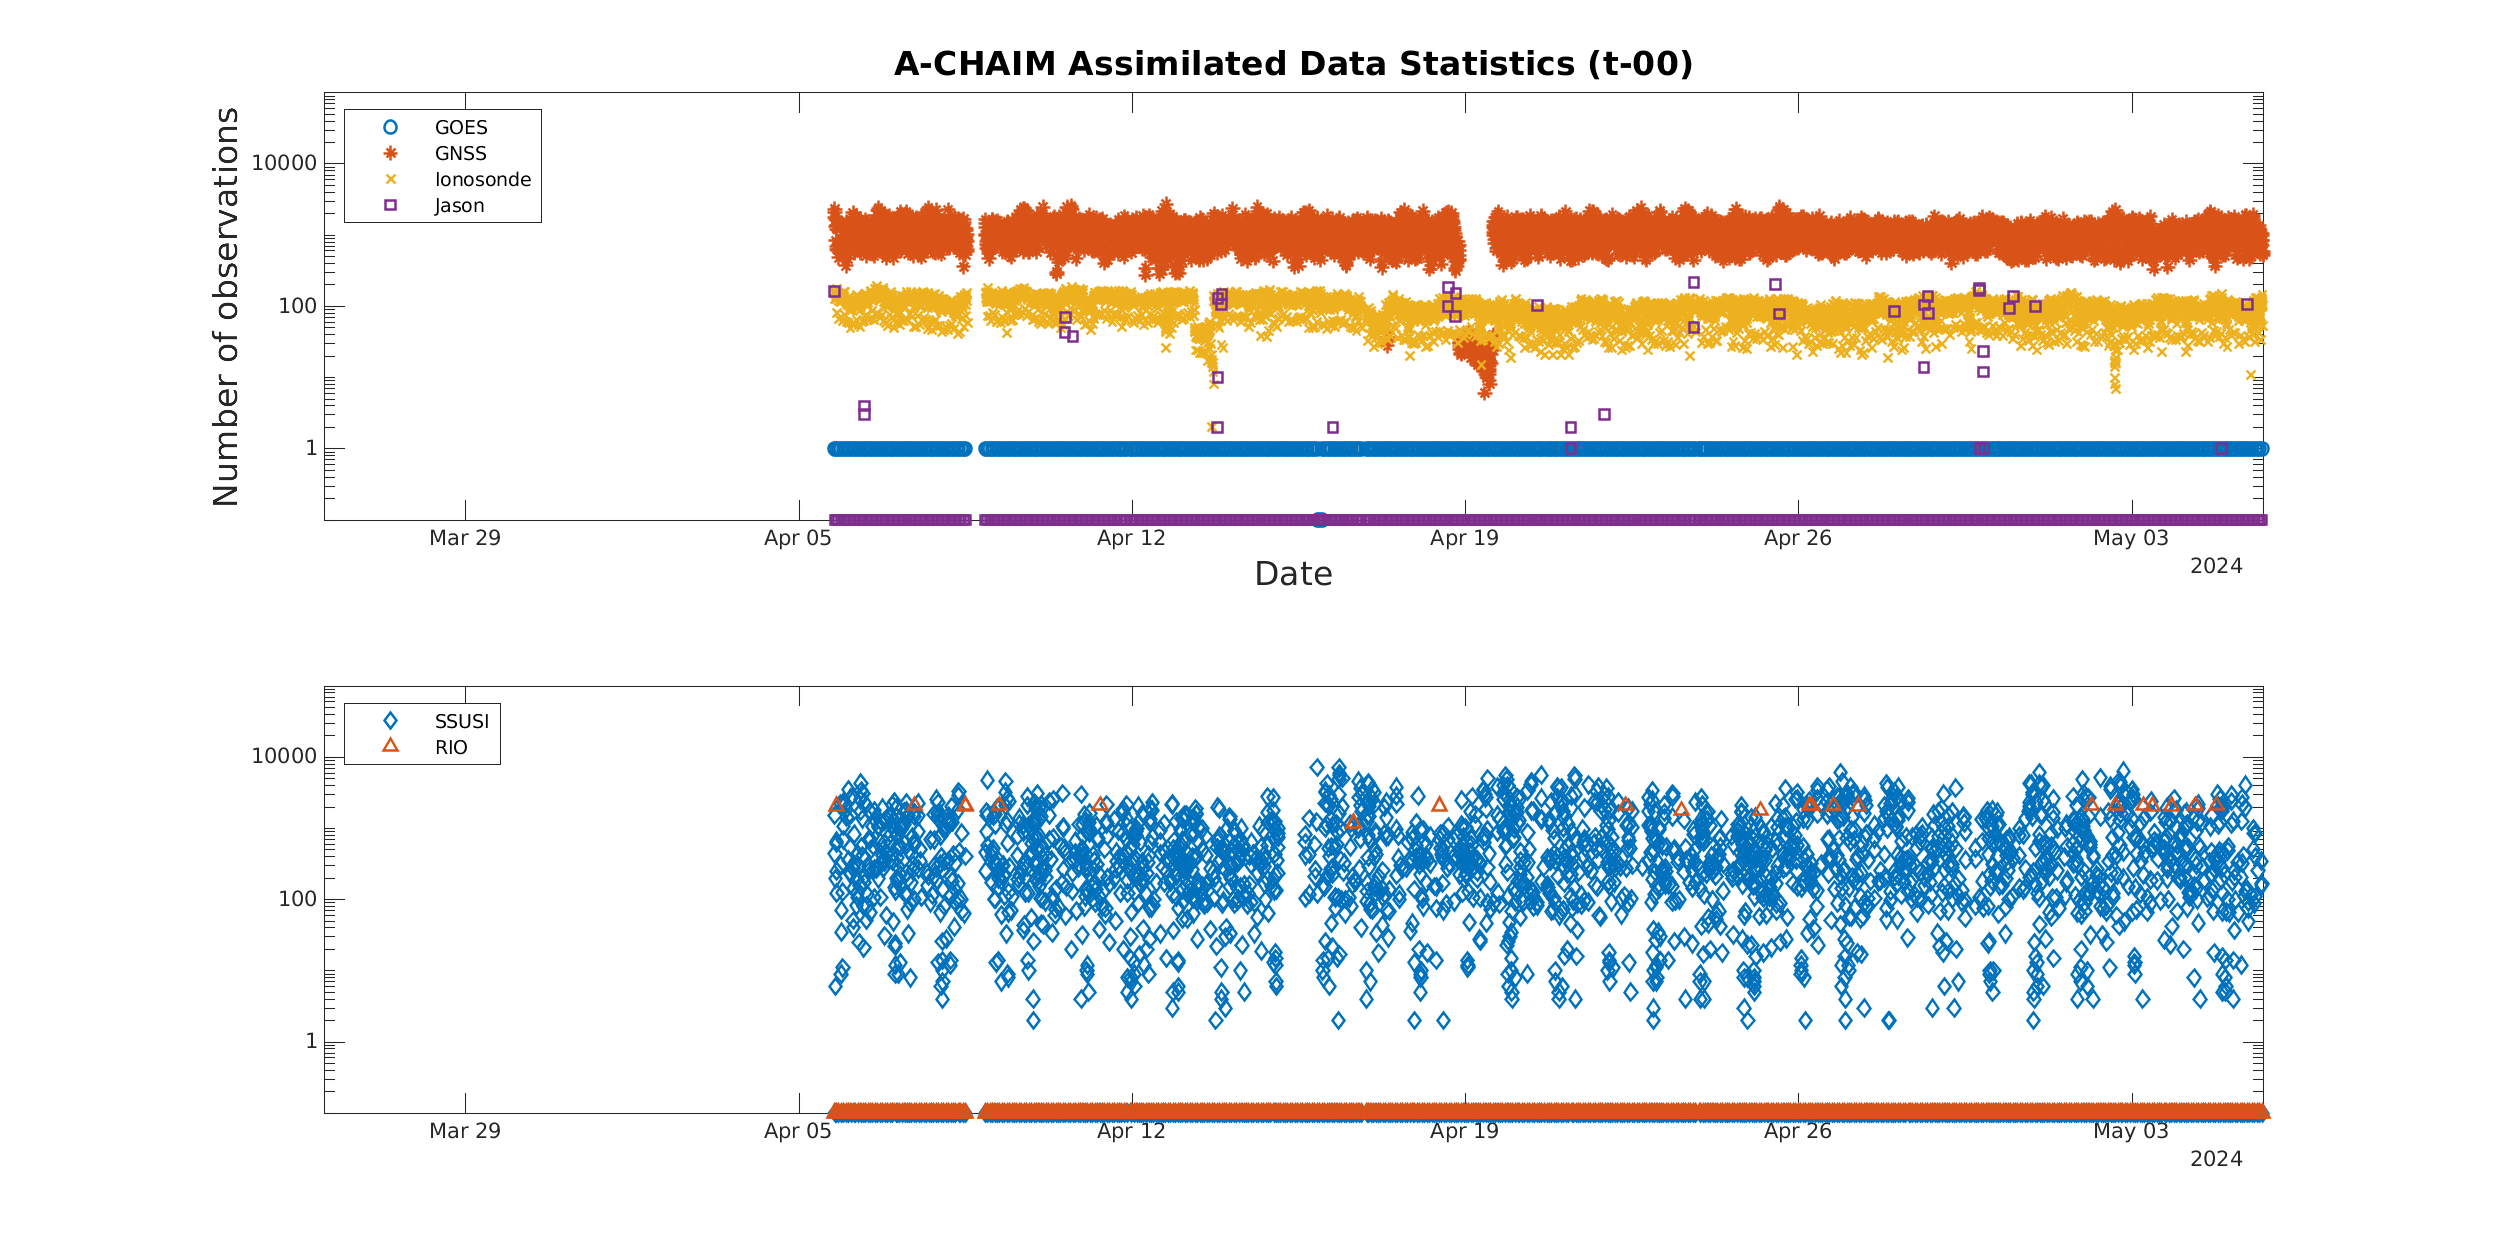 A-CHAIM Assimilated Data Statistics (t-00)
Number of observations
10000
100
1
GOES
GNSS
Ionosonde
Jason
Mar 29
Apr 05
Apr 12
Apr 19
Apr 26
May 03
2024
Date
10000
100
1
SSUSI
RIO
Mar 29
Apr 05
Apr 12
Apr 19
Apr 26
May 03
2024